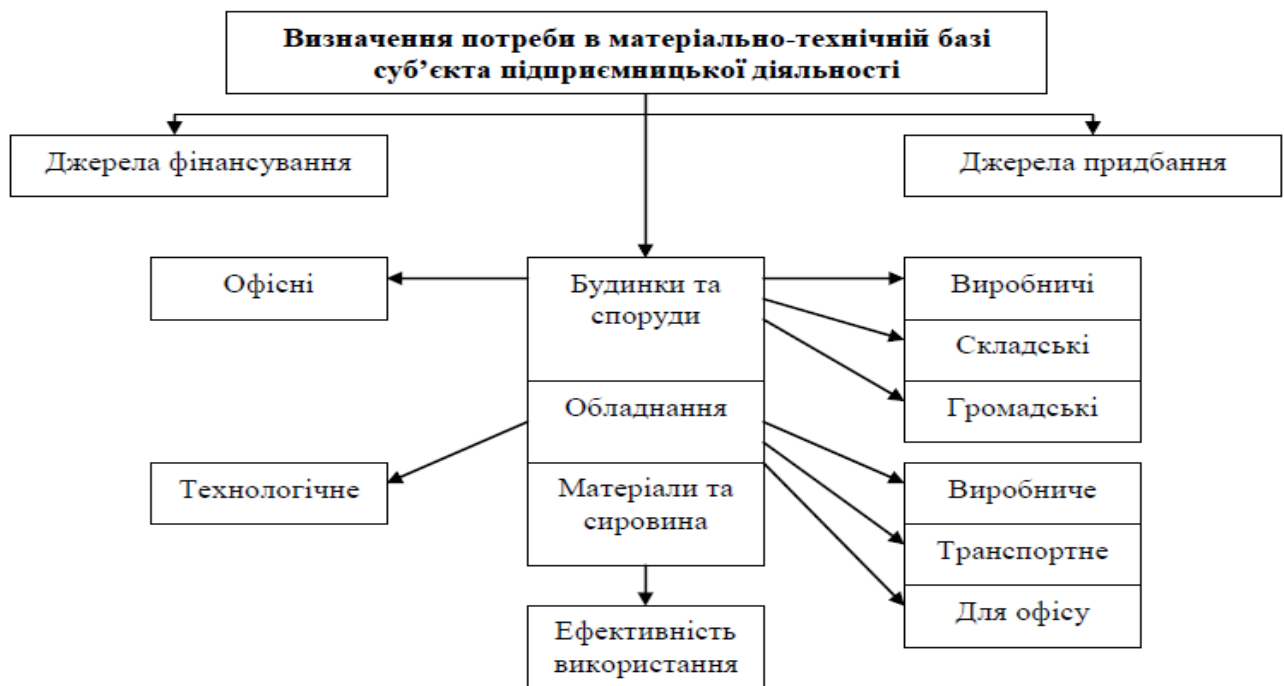 Визначення потреби в матеріально-технічній базі
суб’єкта підприємницької діяльності
Джерела фінансування
Джерела придбання
Офісні
Будинки та
споруди
Виробничі
Складські
Громадські
Обладнання
Технологічне
Матеріали та
сировина
Виробниче
Транспортне
Для офісу
Ефективність
використання